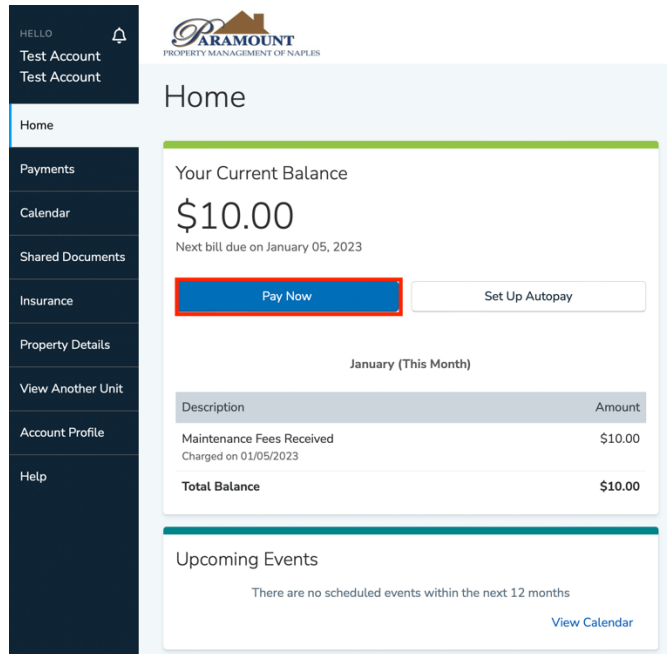 HELLO
Test Account
Test Account
Home
Payments
Calendar
Shared Documents
Insurance
Property Details
View Another Unit
Account Profile
Help
PARAMOUNT
PROPERTY MANAGEMENT OF NAPLES
Home
Your Current Balance
$10.00
Next bill due on January 05, 2023
Pay Now Set Up Autopay
January (This Month)
Description Amount
Maintenance Fees Received $10.00
Charged on 01/05/2023
Total Balance $10.00
Upcoming Events
There are no scheduled events within the next 12 months
View Calendar